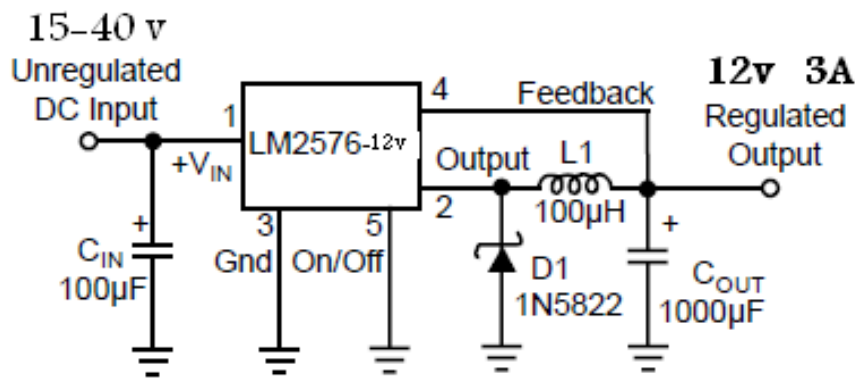 15-40 v
Unregulated
DC Input
12v 3A
Regulated
Output
1
+VIN
LM2576-12v
4
Feedback
Output
2
L1
100µH
3
Gnd
5
On/Off
+
CIN
100µF
D1
1N5822
+
COUT
1000µF